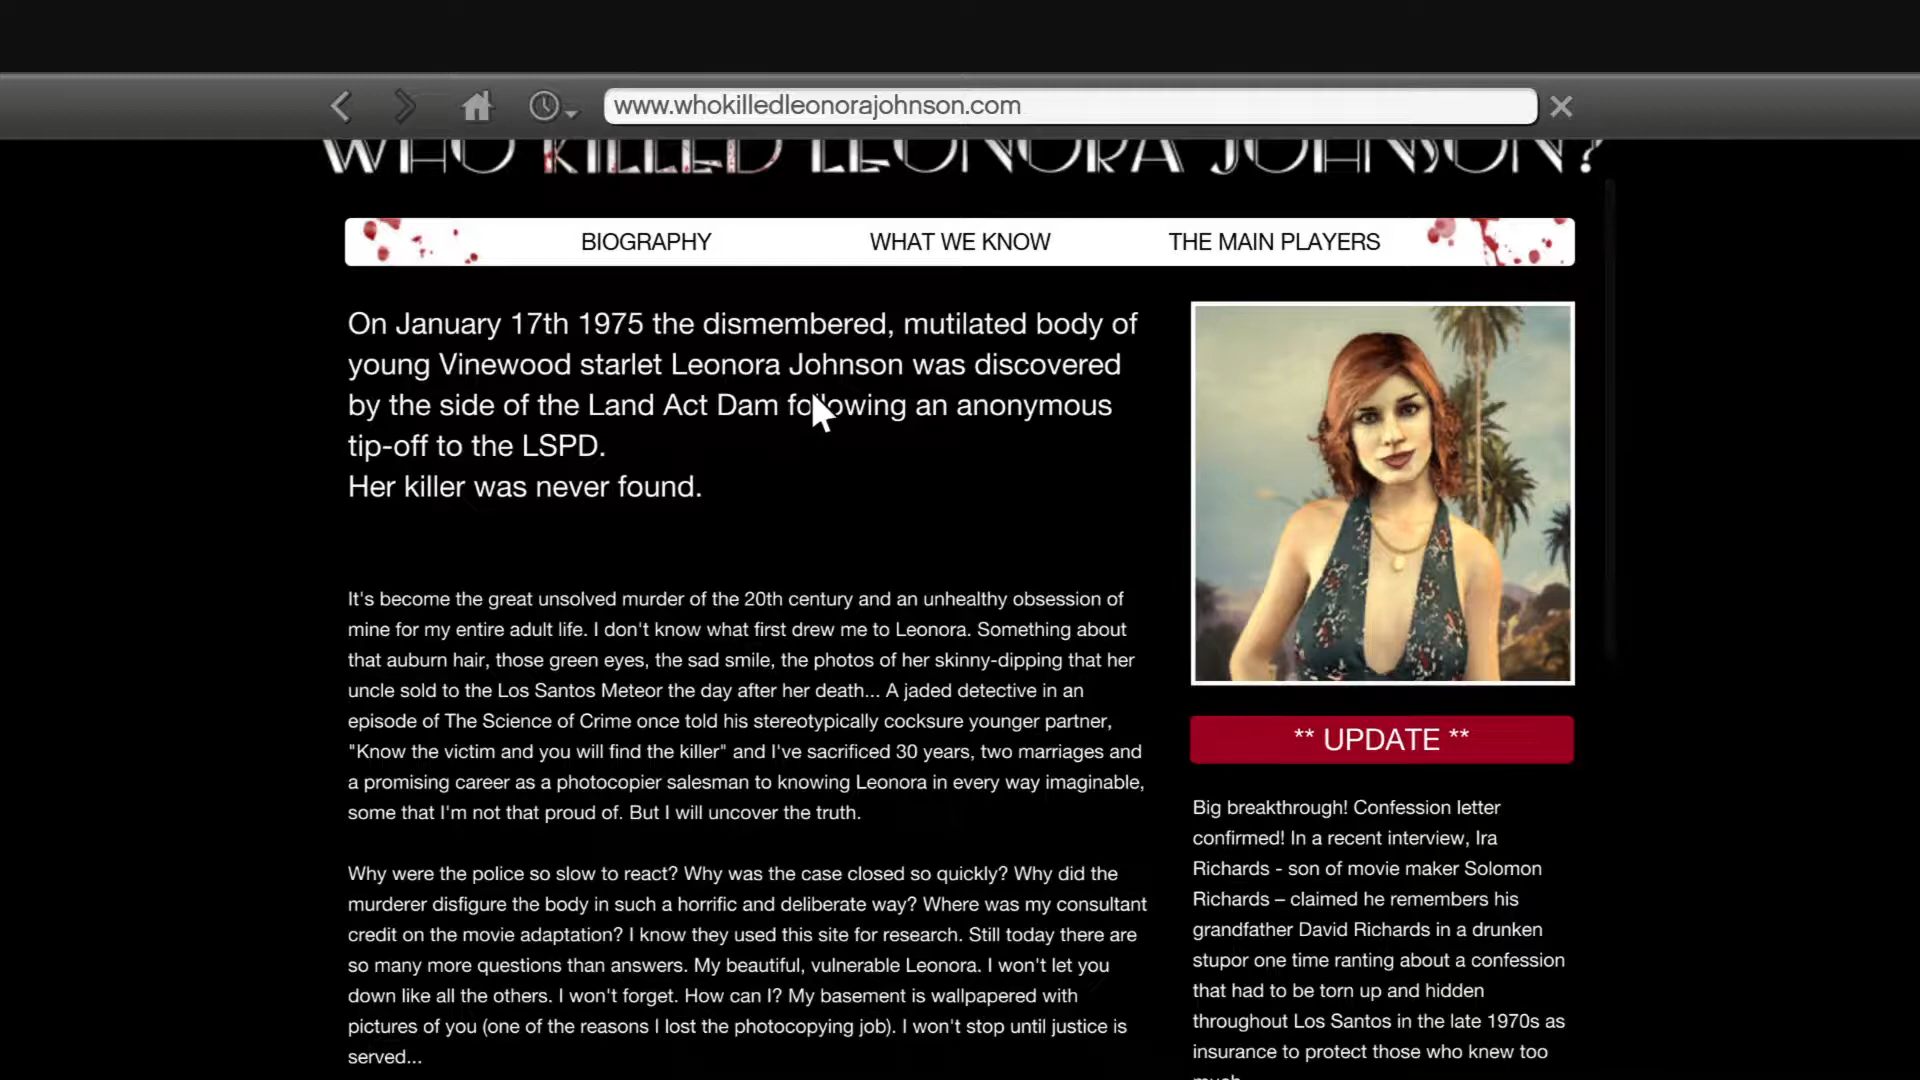 www.whokilledleonorajohnson.com
WHO KILLED LEONORA JOHNSON?
BIOGRAPHY WHAT WE KNOW THE MAIN PLAYERS
On January 17th 1975 the dismembered, mutilated body of
young Vinewood starlet Leonora Johnson was discovered
by the side of the Land Act Dam following an anonymous
tip-off to the LSPD.
Her killer was never found.
It's become the great unsolved murder of the 20th century and an unhealthy obsession of
mine for my entire adult life. I don't know what first drew me to Leonora. Something about
that auburn hair, those green eyes, the sad smile, the photos of her skinny-dipping that her
uncle sold to the Los Santos Meteor the day after her death... A jaded detective in an
episode of The Science of Crime once told his stereotypically cocksure younger partner,
"Know the victim and you will find the killer" and I've sacrificed 30 years, two marriages and
a promising career as a photocopier salesman to knowing Leonora in every way imaginable,
some that I'm not that proud of. But I will uncover the truth.
Why were the police so slow to react? Why was the case closed so quickly? Why did the
murderer disfigure the body in such a horrific and deliberate way? Where was my consultant
credit on the movie adaptation? I know they used this site for research. Still today there are
so many more questions than answers. My beautiful, vulnerable Leonora. I won't let you
down like all the others. I won't forget. How can I? My basement is wallpapered with
pictures of you (one of the reasons I lost the photocopying job). I won't stop until justice is
served...
** UPDATE **
Big breakthrough! Confession letter
confirmed! In a recent interview, Ira
Richards - son of movie maker Solomon
Richards – claimed he remembers his
grandfather David Richards in a drunken
stupor one time ranting about a confession
that had to be torn up and hidden
throughout Los Santos in the late 1970s as
insurance to protect those who knew too